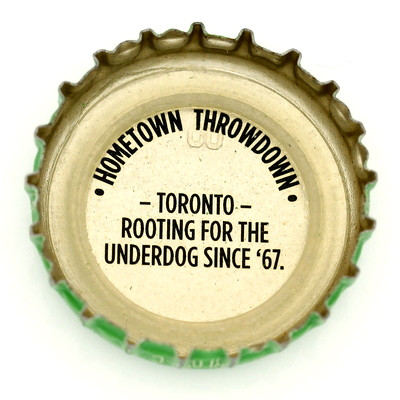 • HOMETOWN THROWDOWN •
– TORONTO –
ROOTING FOR THE
UNDERDOG SINCE ‘67.